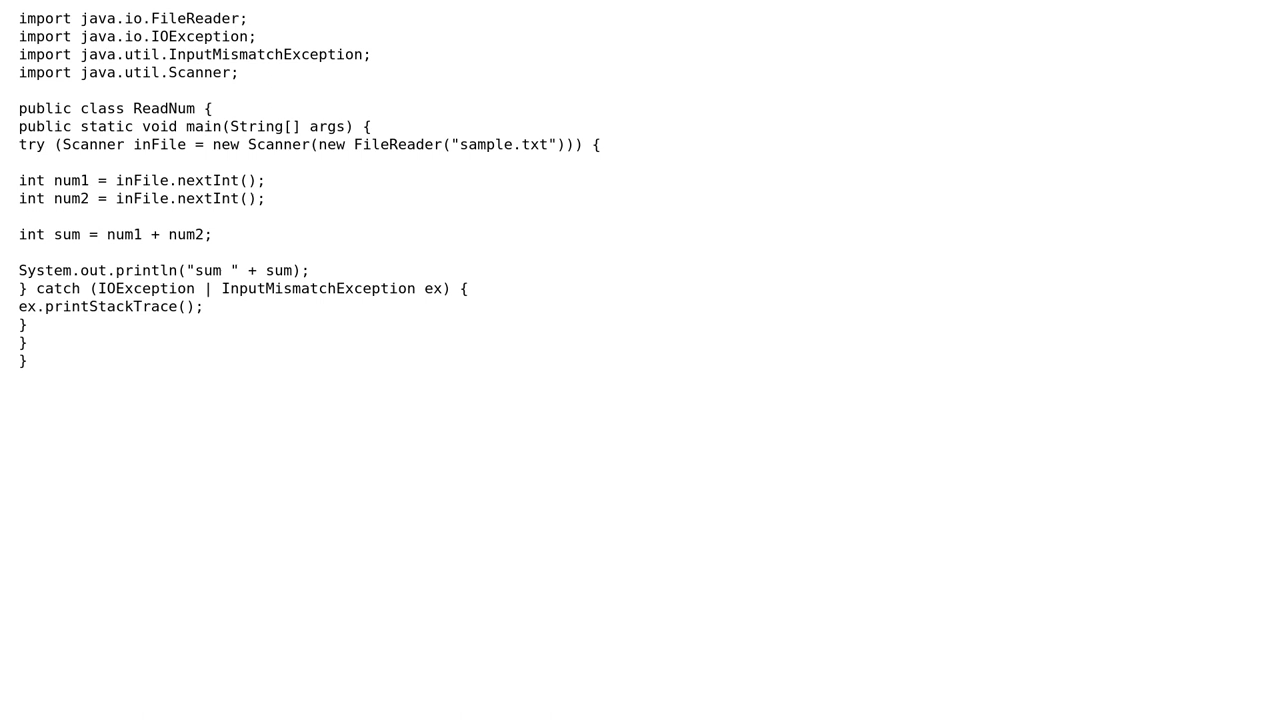 import java.io.FileReader;
import java.io.IOException;
import java.util.InputMismatchException;
import java.util.Scanner;

public class ReadNum {
public static void main(String[] args) {
try (Scanner inFile = new Scanner(new FileReader("sample.txt"))) {

int num1 = inFile.nextInt();
int num2 = inFile.nextInt();

int sum = num1 + num2;

System.out.println("sum " + sum);
} catch (IOException | InputMismatchException ex) {
ex.printStackTrace();
}
}
}